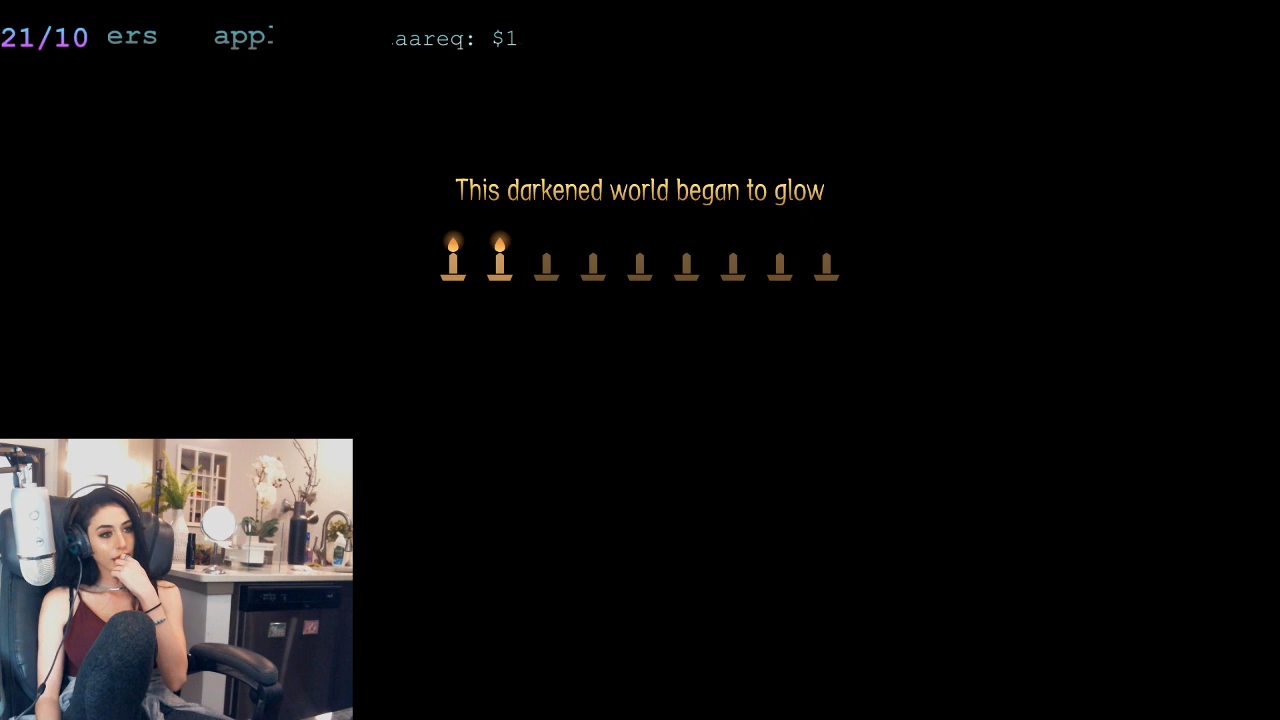 21/10 ers app aareq: $1
This darkened world began to glow